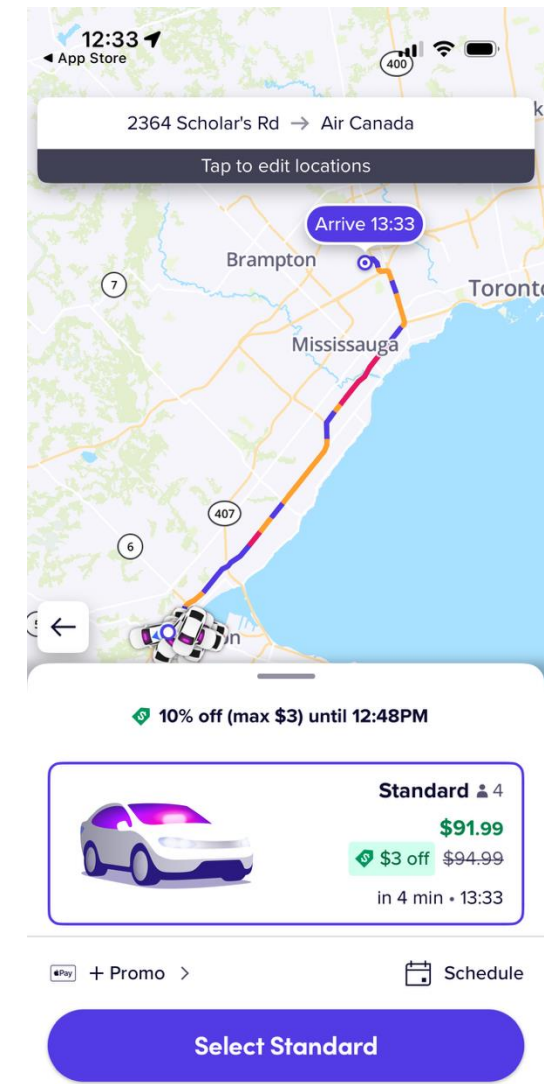 12:33
◀ App Store
400
k
2364 Scholar's Rd → Air Canada
Tap to edit locations
Arrive 13:33
Brampton
7
Toronto
Mississauga
407
6
n
10% off (max $3) until 12:48PM
Standard 4
$91.99
$3 off $94.99
in 4 min • 13:33
Pay + Promo >
Schedule
Select Standard